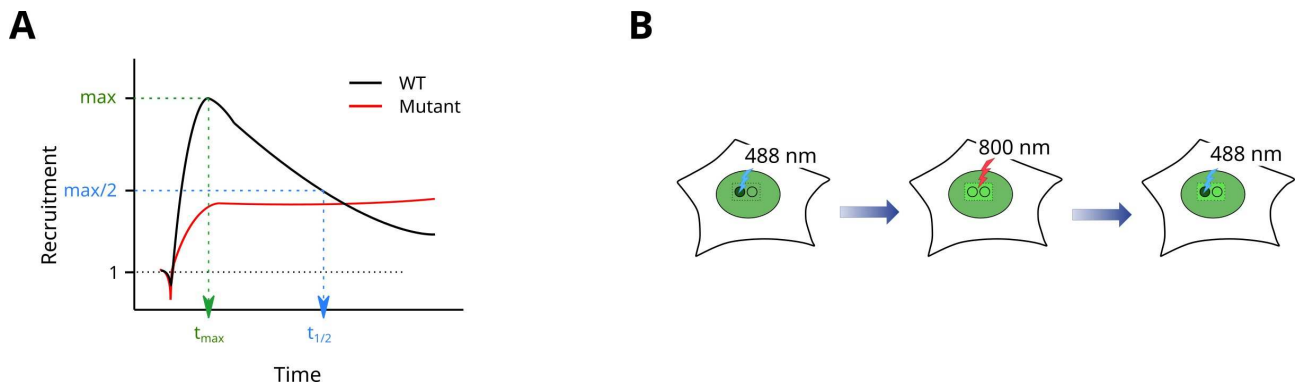 A
max
max/2
1
Recruitment
WT
Mutant
tmax
t1/2
Time
B
488 nm
800 nm
488 nm